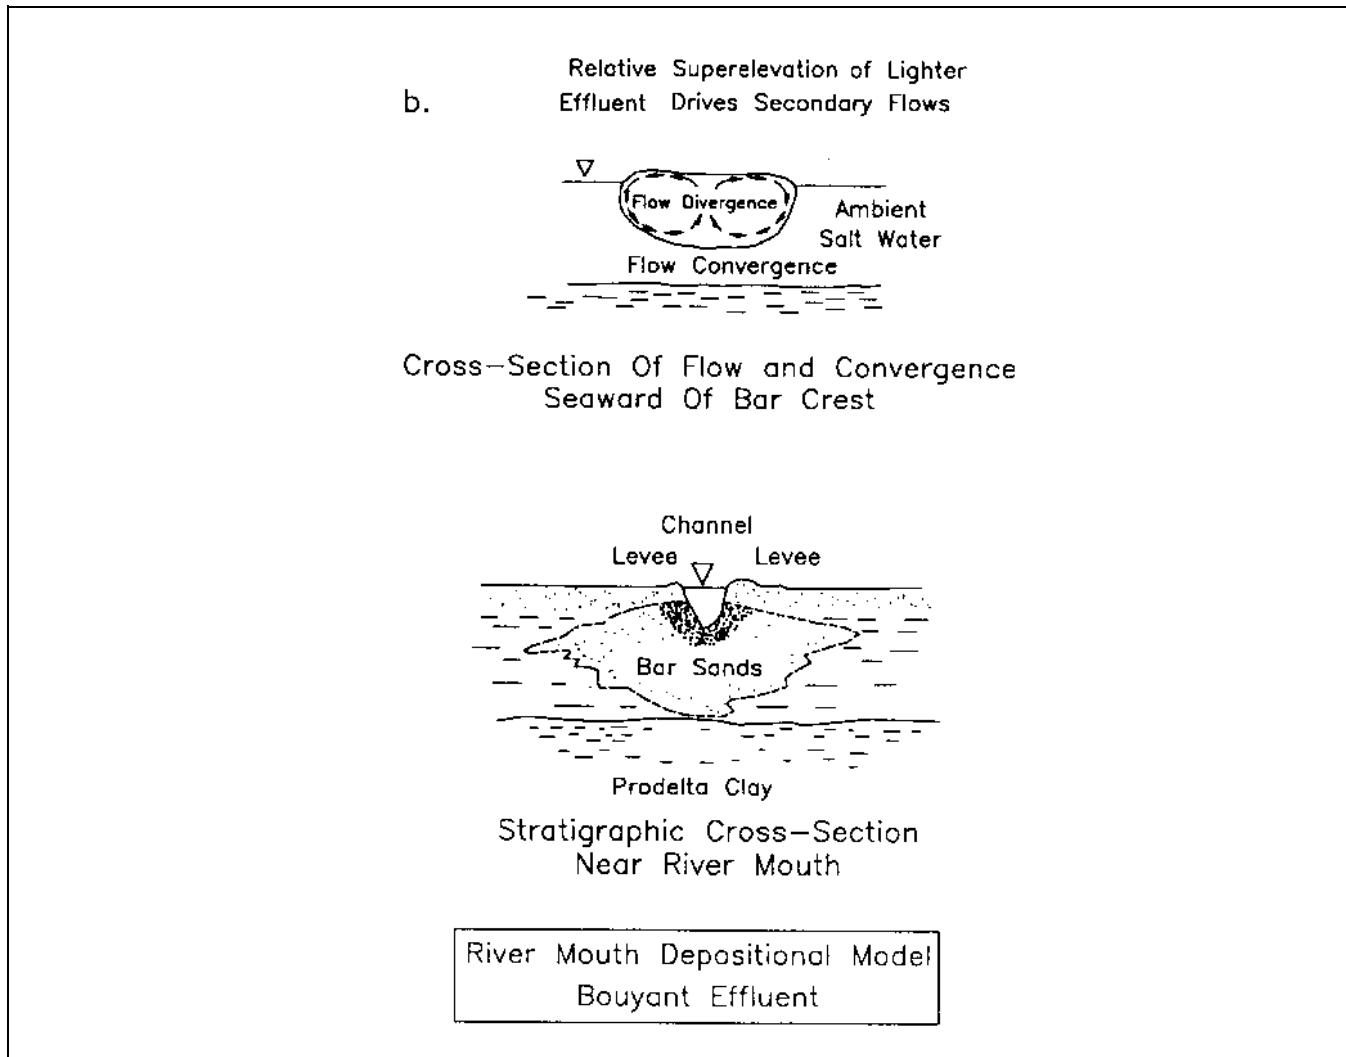 Relative Superelevation of Lighter
b. Effluent Drives Secondary Flows
Flow Divergence
Ambient
Salt Water
Flow Convergence
Cross-Section Of Flow and Convergence
Seaward Of Bar Crest
Channel
Levee Levee
Bar Sands
Prodelta Clay
Stratigraphic Cross-Section
Near River Mouth
River Mouth Depositional Model
Bouyant Effluent